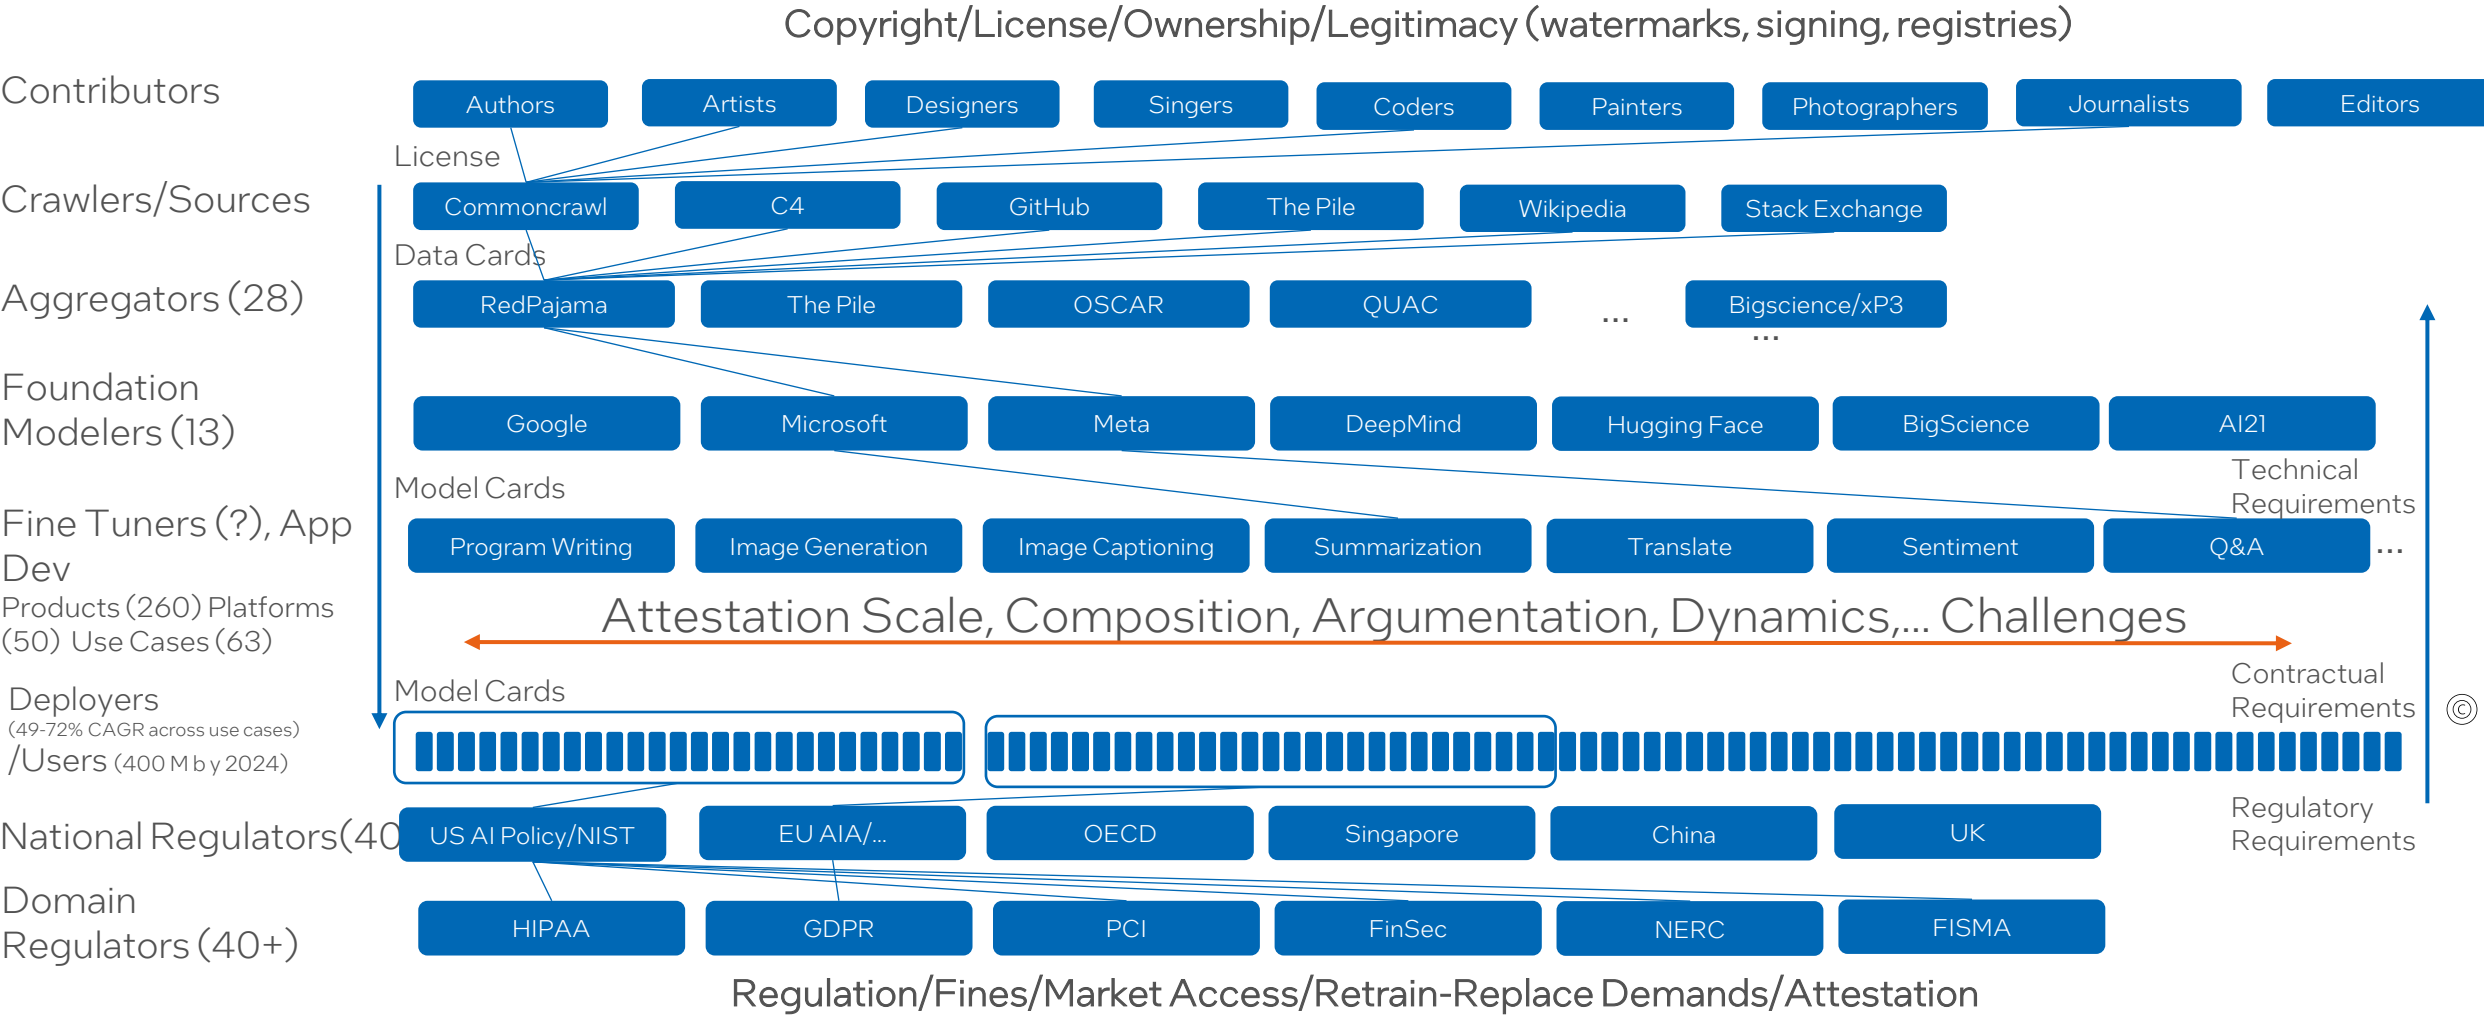 Copyright/License/Ownership/Legitimacy (watermarks, signing, registries)
Contributors
Authors
Artists
Designers
Singers
Coders
Painters
Photographers
Journalists
Editors
License
Crawlers/Sources
Commoncrawl
C4
GitHub
The Pile
Wikipedia
Stack Exchange
Data Cards
Aggregators (28)
RedPajama
The Pile
OSCAR
QUAC
...
Bigscience/xP3
...
Foundation
Modelers (13)
Google
Microsoft
Meta
DeepMind
Hugging Face
BigScience
AI21
Technical
Requirements
Model Cards
Fine Tuners (?), App
Dev
Program Writing
Image Generation
Image Captioning
Summarization
Translate
Sentiment
Q&A
...
Products (260) Platforms
(50) Use Cases (63)
Attestation Scale, Composition, Argumentation, Dynamics,... Challenges
Contractual
Requirements
©
Model Cards
Deployers
(49-72% CAGR across use cases)
/Users (400 M by 2024)
National Regulators(40
US AI Policy/NIST
EU AIA/...
OECD
Singapore
China
UK
Regulatory
Requirements
Domain
Regulators (40+)
HIPAA
GDPR
PCI
FinSec
NERC
FISMA
Regulation/Fines/Market Access/Retrain-Replace Demands/Attestation